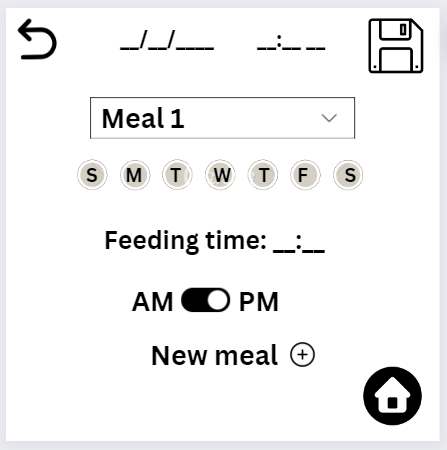 __/__/____ __:__ __
Meal 1
S M T W T F S
Feeding time: __:__
AM PM
New meal